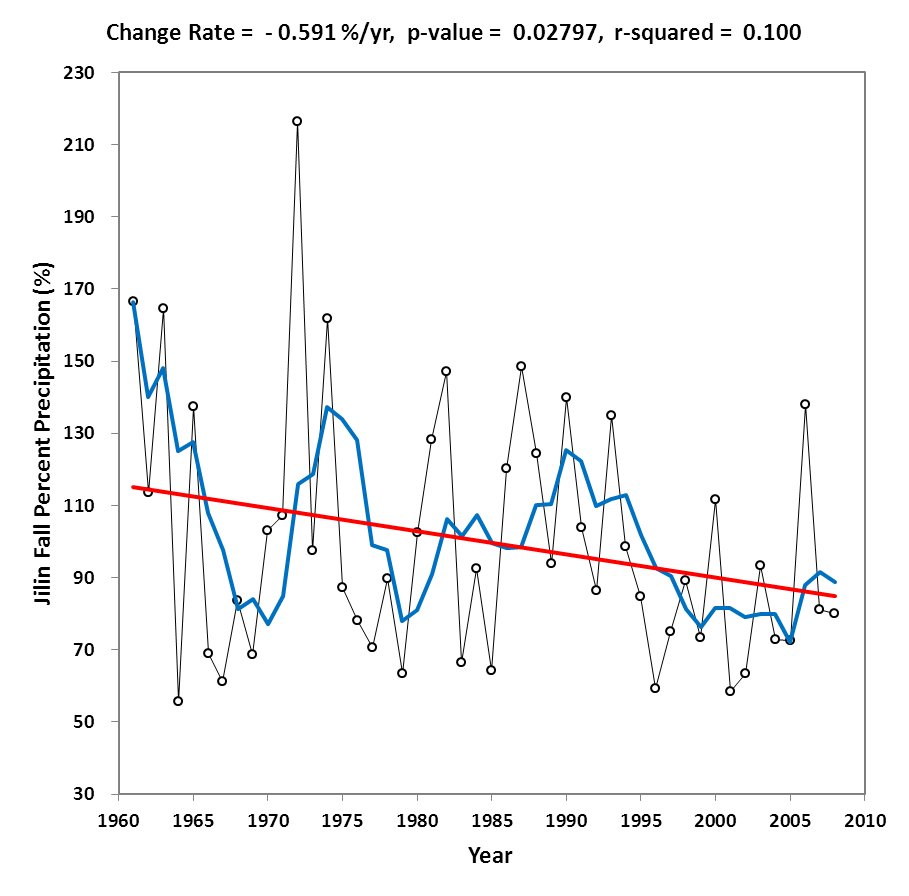 Change Rate = - 0.591 %/yr, p-value = 0.02797, r-squared = 0.100
230
210
190
170
150
130
110
90
70
50
30
Jilin Fall Percent Precipitation (%)
1960 1965 1970 1975 1980 1985 1990 1995 2000 2005 2010
Year